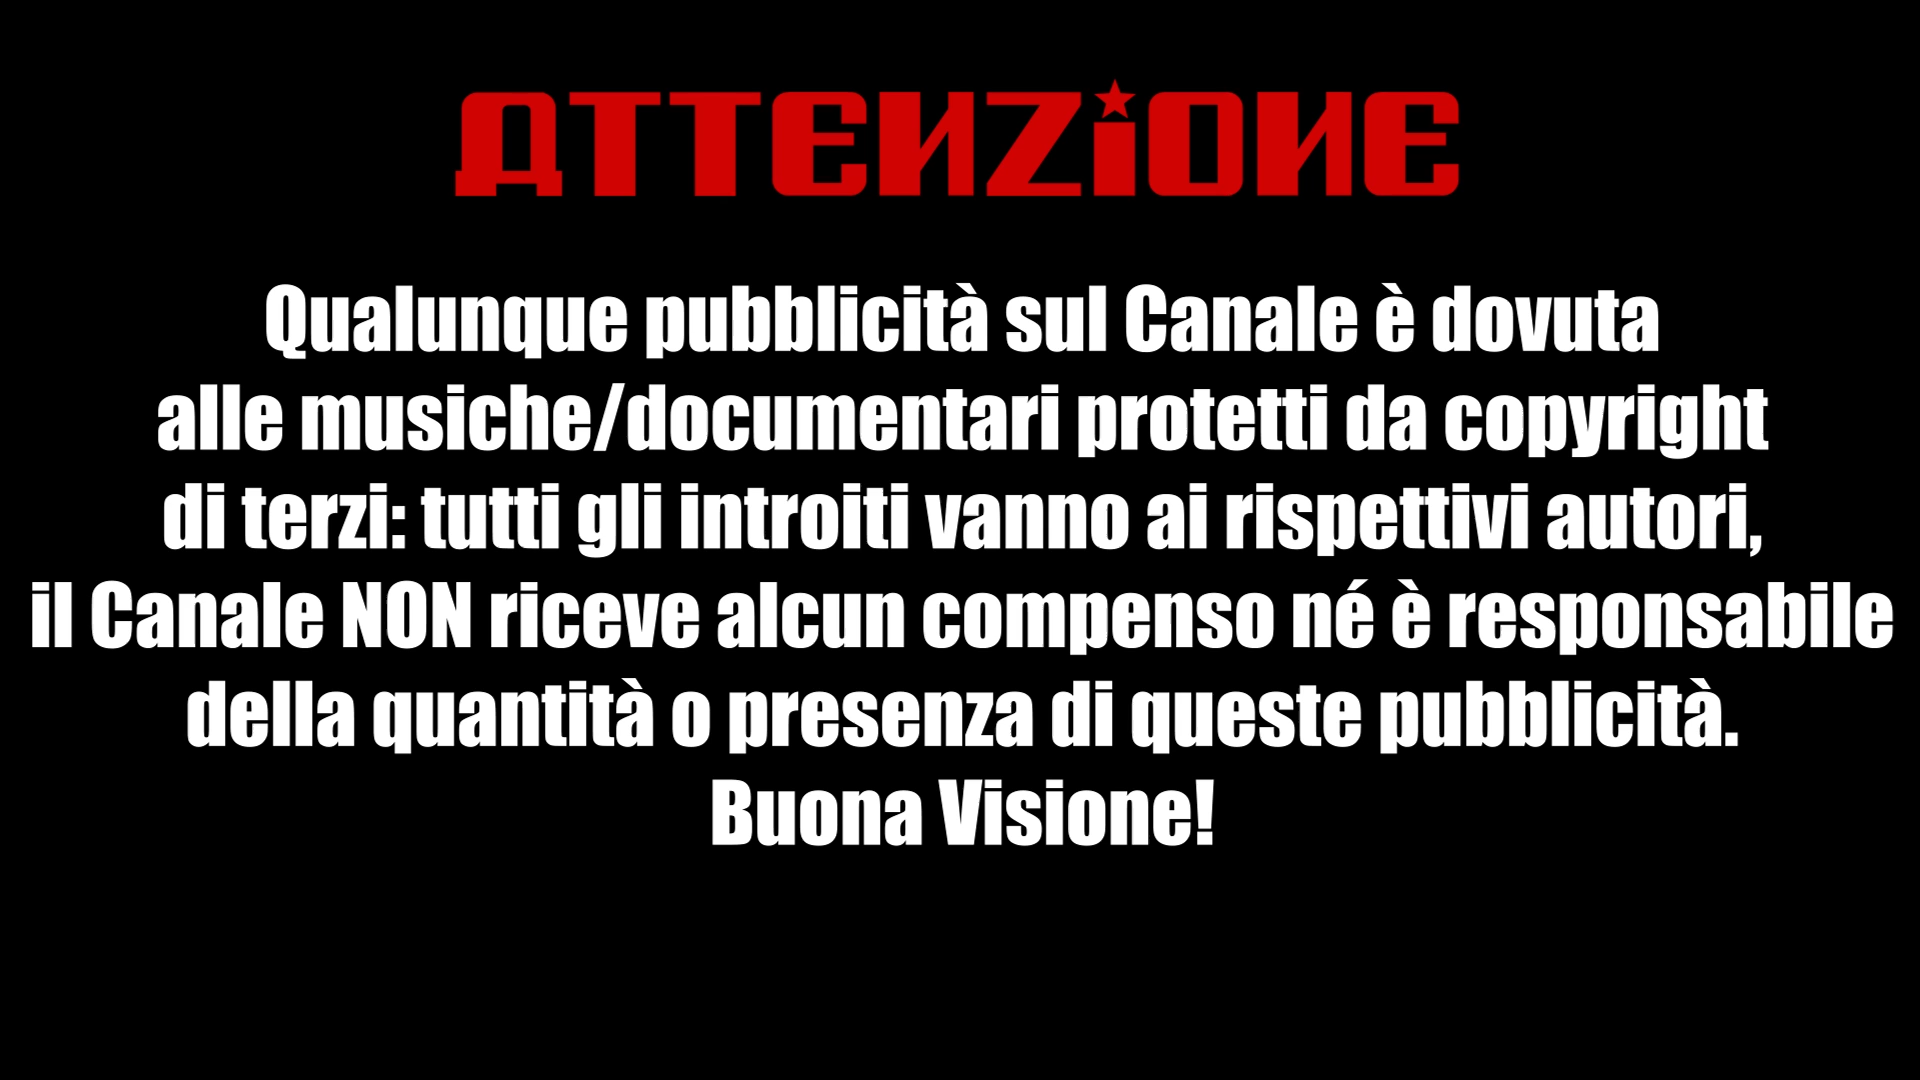 ATTENZiONE
Qualunque pubblicità sul Canale è dovuta
alle musiche/documentari protetti da copyright
di terzi: tutti gli introiti vanno ai rispettivi autori,
il Canale NON riceve alcun compenso né è responsabile
della quantità o presenza di queste pubblicità.
Buona Visione!